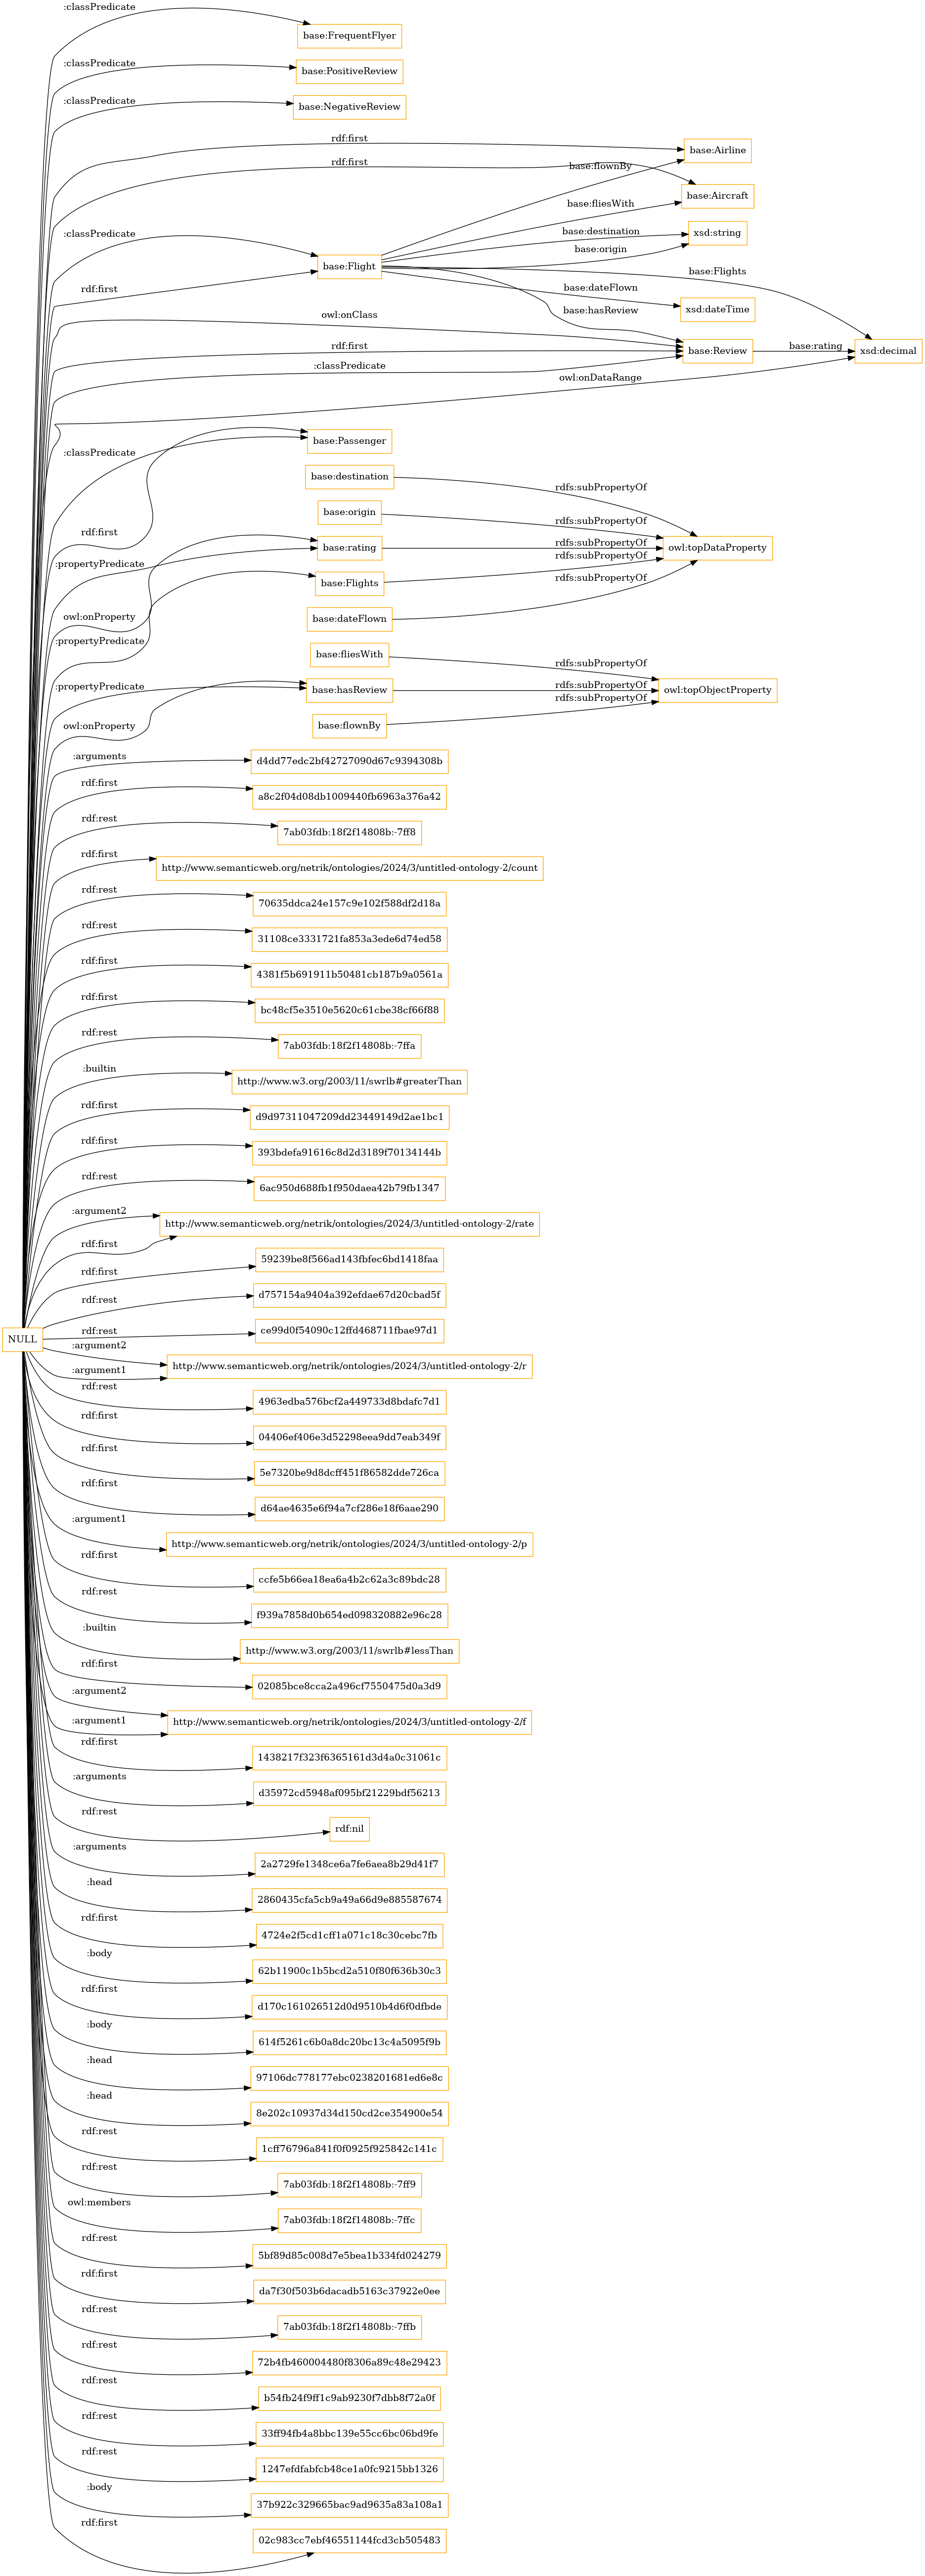 :classPredicate
base:FrequentFlyer
:classPredicate
base:PositiveReview
:classPredicate
base:NegativeReview
rdf:first
base:Airline
rdf:first
base:flownBy
base:Aircraft
base:fliesWith
:classPredicate
base:destination
xsd:string
base:origin
base:Flight
base:Flights
rdf:first
base:dateFlown
xsd:dateTime
base:hasReview
owl:onClass
rdf:first
base:Review
base:rating
xsd:decimal
:classPredicate
owl:onDataRange
base:Passenger
:classPredicate
base:destination
rdfs:subPropertyOf
base:origin
rdfs:subPropertyOf
rdf:first
base:rating
rdfs:subPropertyOf
owl:topDataProperty
rdfs:subPropertyOf
:propertyPredicate
base:Flights
rdfs:subPropertyOf
owl:onProperty
base:dateFlown
:propertyPredicate
base:fliesWith
rdfs:subPropertyOf
:propertyPredicate
base:hasReview
rdfs:subPropertyOf
owl:topObjectProperty
rdfs:subPropertyOf
owl:onProperty
base:flownBy
:arguments
d4dd77edc2bf42727090d67c9394308b
rdf:first
a8c2f04d08db1009440fb6963a376a42
rdf:rest
7ab03fdb:18f2f14808b:-7ff8
rdf:first
http://www.semanticweb.org/netrik/ontologies/2024/3/untitled-ontology-2/count
rdf:rest
70635ddca24e157c9e102f588df2d18a
rdf:rest
31108ce3331721fa853a3ede6d74ed58
rdf:first
4381f5b691911b50481cb187b9a0561a
rdf:first
bc48cf5e3510e5620c61cbe38cf66f88
rdf:rest
7ab03fdb:18f2f14808b:-7ffa
:builtin
http://www.w3.org/2003/11/swrlb#greaterThan
rdf:first
d9d97311047209dd23449149d2ae1bc1
rdf:first
393bdefa91616c8d2d3189f70134144b
rdf:rest
6ac950d688fb1f950daea42b79fb1347
:argument2
http://www.semanticweb.org/netrik/ontologies/2024/3/untitled-ontology-2/rate
rdf:first
rdf:first
59239be8f566ad143fbfec6bd1418faa
rdf:rest
d757154a9404a392efdae67d20cbad5f
NULL
rdf:rest
ce99d0f54090c12ffd468711fbae97d1
:argument2
http://www.semanticweb.org/netrik/ontologies/2024/3/untitled-ontology-2/r
:argument1
rdf:rest
4963edba576bcf2a449733d8bdafc7d1
rdf:first
04406ef406e3d52298eea9dd7eab349f
rdf:first
5e7320be9d8dcff451f86582dde726ca
rdf:first
d64ae4635e6f94a7cf286e18f6aae290
:argument1
http://www.semanticweb.org/netrik/ontologies/2024/3/untitled-ontology-2/p
rdf:first
ccfe5b66ea18ea6a4b2c62a3c89bdc28
rdf:rest
f939a7858d0b654ed098320882e96c28
:builtin
http://www.w3.org/2003/11/swrlb#lessThan
rdf:first
02085bce8cca2a496cf7550475d0a3d9
:argument2
http://www.semanticweb.org/netrik/ontologies/2024/3/untitled-ontology-2/f
:argument1
rdf:first
1438217f323f6365161d3d4a0c31061c
:arguments
d35972cd5948af095bf21229bdf56213
rdf:rest
rdf:nil
:arguments
2a2729fe1348ce6a7fe6aea8b29d41f7
:head
2860435cfa5cb9a49a66d9e885587674
rdf:first
4724e2f5cd1cff1a071c18c30cebc7fb
:body
62b11900c1b5bcd2a510f80f636b30c3
rdf:first
d170c161026512d0d9510b4d6f0dfbde
:body
614f5261c6b0a8dc20bc13c4a5095f9b
:head
97106dc778177ebc0238201681ed6e8c
:head
8e202c10937d34d150cd2ce354900e54
rdf:rest
1cff76796a841f0f0925f925842c141c
rdf:rest
7ab03fdb:18f2f14808b:-7ff9
owl:members
7ab03fdb:18f2f14808b:-7ffc
rdf:rest
5bf89d85c008d7e5bea1b334fd024279
rdf:first
da7f30f503b6dacadb5163c37922e0ee
rdf:rest
7ab03fdb:18f2f14808b:-7ffb
rdf:rest
72b4fb460004480f8306a89c48e29423
rdf:rest
b54fb24f9ff1c9ab9230f7dbb8f72a0f
rdf:rest
33ff94fb4a8bbc139e55cc6bc06bd9fe
rdf:rest
1247efdfabfcb48ce1a0fc9215bb1326
:body
37b922c329665bac9ad9635a83a108a1
rdf:first
02c983cc7ebf46551144fcd3cb505483